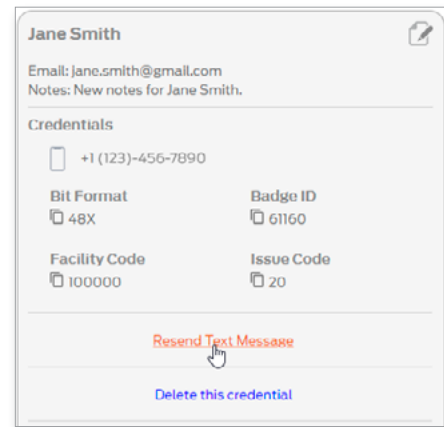 Jane Smith
Email: jane.smith@gmail.com
Notes: New notes for Jane Smith.
Credentials
+1 (123)-456-7890
Bit Format Badge ID
48X 61160
Facility Code Issue Code
100000 20
Resend Text Message
Delete this credential